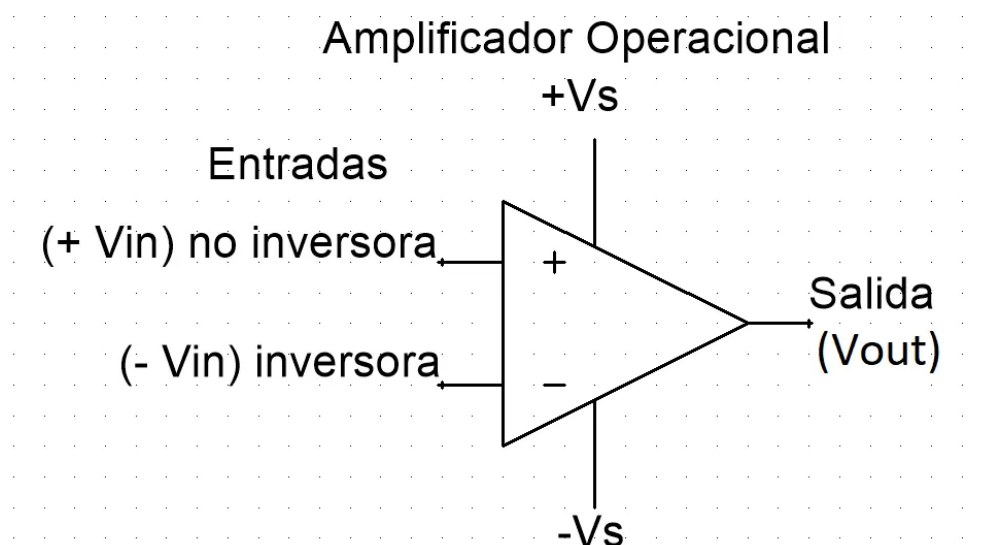 Amplificador Operacional
+Vs
Entradas
(+ Vin) no inversora
+
Salida
(Vout)
(- Vin) inversora
−
-Vs